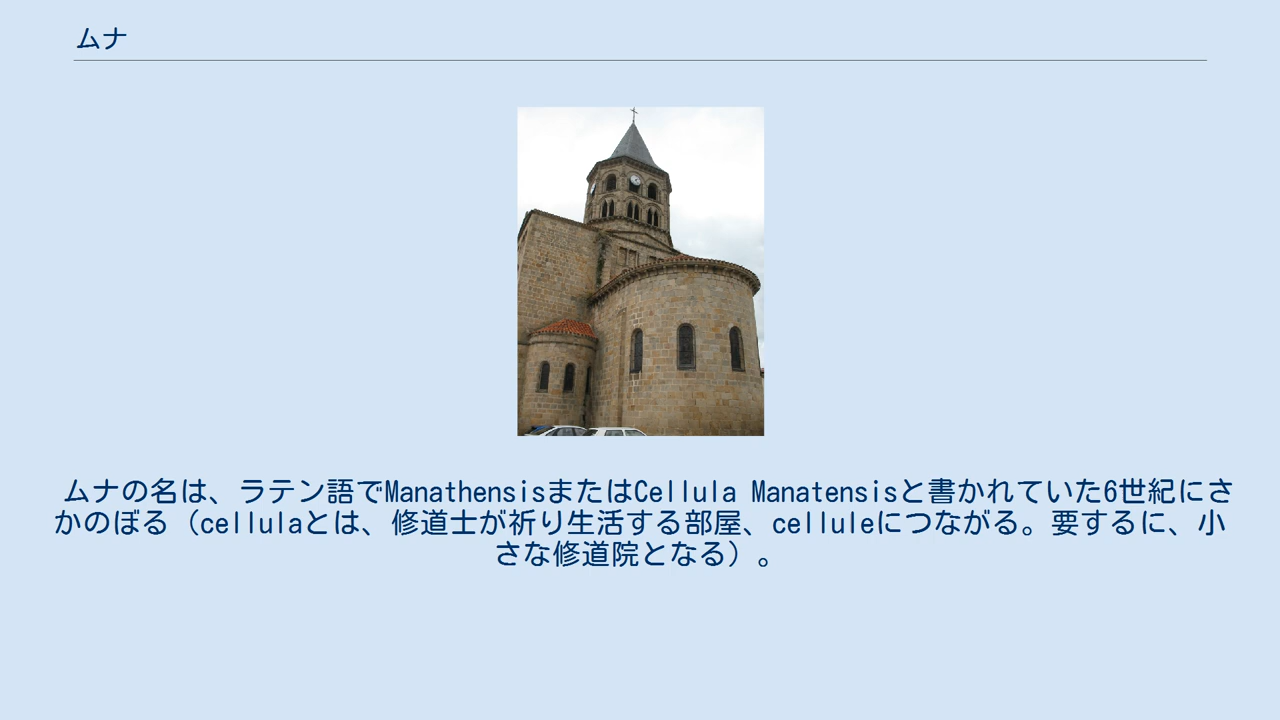 ムナ
ムナの名は、ラテン語でManathensisまたはCellula Manatensisと書かれていた6世紀にさ
かのぼる（cellulaとは、修道士が祈り生活する部屋、celluleにつながる。要するに、小
さな修道院となる）。